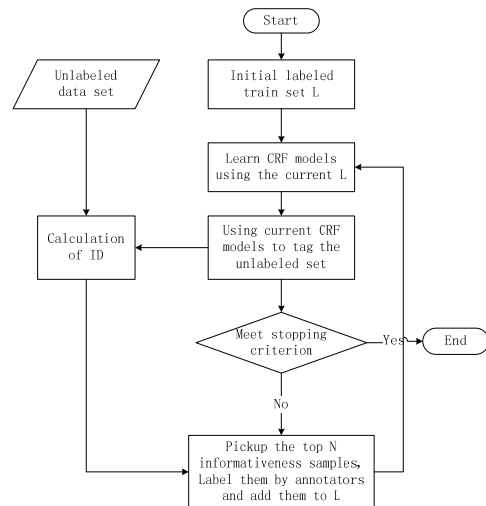 Start
Unlabeled
data set
Initial labeled
train set L
Learn CRF models
using the current L
Calculation
of ID
Using current CRF
models to tag the
unlabeled set
Meet stopping
criterion
Yes
End
No
Pickup the top N
informativeness samples,
Label them by annotators
and add them to L